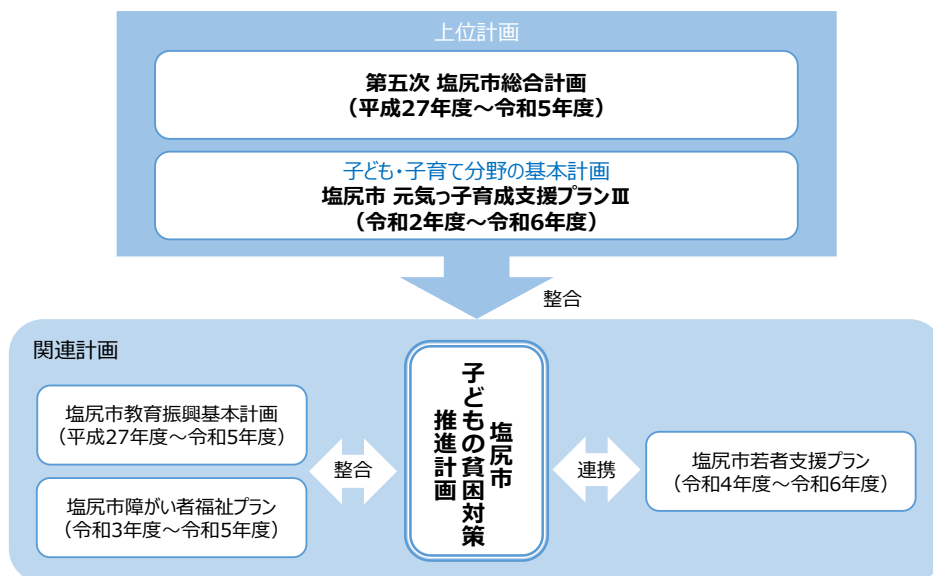 上位計画
第五次 塩尻市総合計画
（平成27年度～令和5年度）
子ども・子育て分野の基本計画
塩尻市 元気っ子育成支援プランⅢ
（令和2年度～令和6年度）
整合
関連計画
塩尻市教育振興基本計画
（平成27年度～令和5年度）
塩尻市障がい者福祉プラン
（令和3年度～令和5年度）
整合
塩尻市
子どもの貧困対策
推進計画
連携
塩尻市若者支援プラン
（令和4年度～令和6年度）